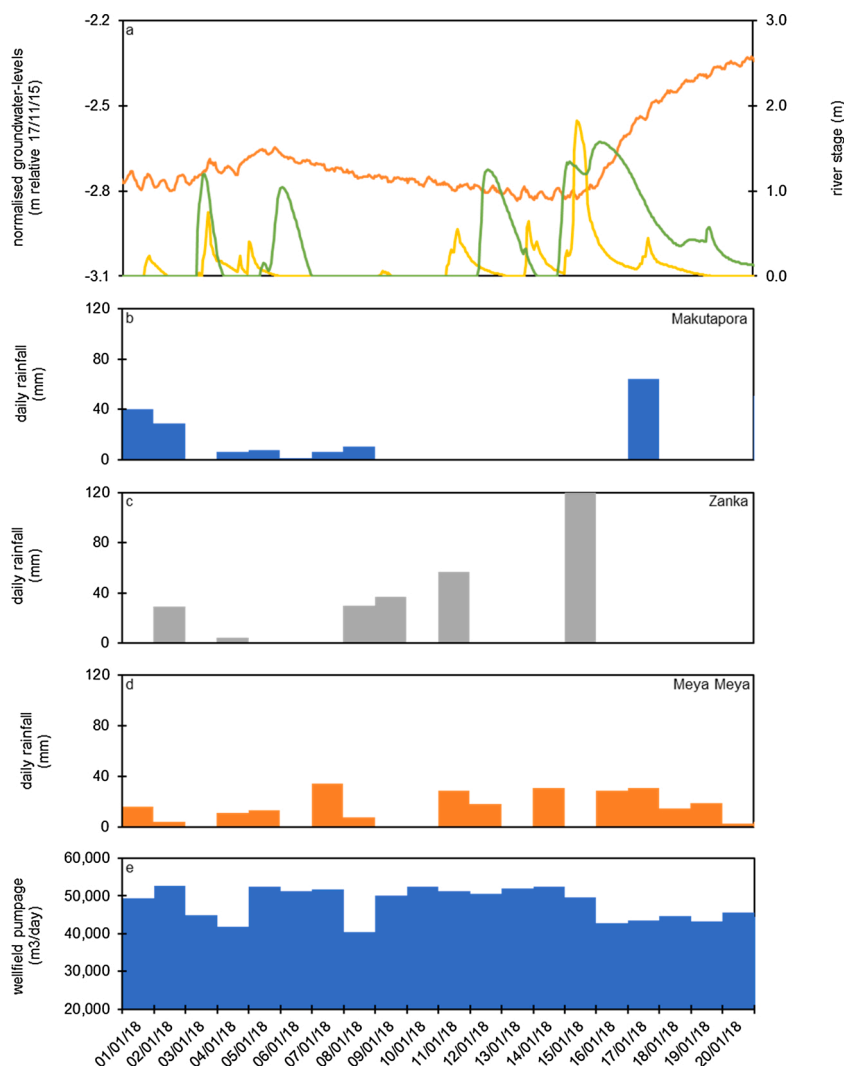 -2.2
-2.5
-2.8
-3.1
normalised groundwater-levels
(m relative 17/11/15)
a
3.0
2.0
1.0
0.0
river stage (m)
120
80
40
0
daily rainfall
(mm)
b
Makutapora
120
80
40
0
daily rainfall
(mm)
c
Zanka
120
80
40
0
daily rainfall
(mm)
d
Meya Meya
60,000
50,000
40,000
30,000
20,000
wellfield pumpage
(m3/day)
e
01/01/18
02/01/18
03/01/18
04/01/18
05/01/18
06/01/18
07/01/18
08/01/18
09/01/18
10/01/18
11/01/18
12/01/18
13/01/18
14/01/18
15/01/18
16/01/18
17/01/18
18/01/18
19/01/18
20/01/18